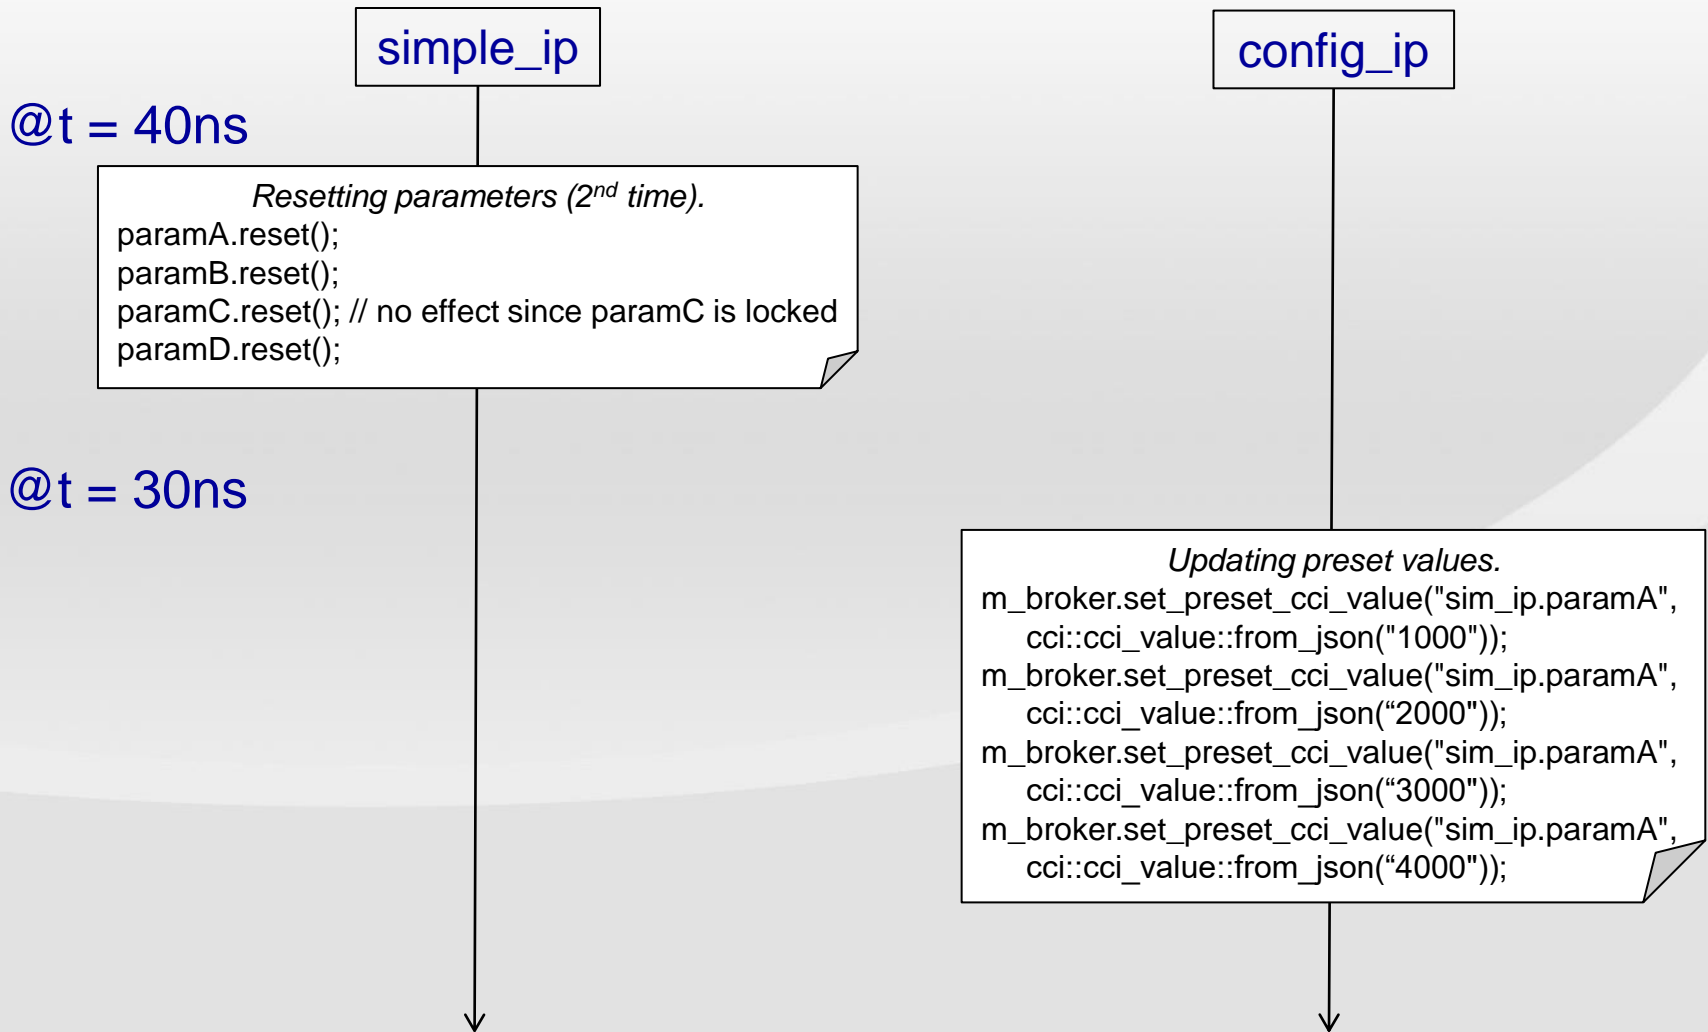 simple_ip
config_ip
@t = 40ns
Resetting parameters (2nd time).
paramA.reset();
paramB.reset();
paramC.reset(); // no effect since paramC is locked
paramD.reset();
@t = 30ns
Updating preset values.
m_broker.set_preset_cci_value("sim_ip.paramA",
cci::cci_value::from_json("1000"));
m_broker.set_preset_cci_value("sim_ip.paramA",
cci::cci_value::from_json(“2000"));
m_broker.set_preset_cci_value("sim_ip.paramA",
cci::cci_value::from_json(“3000"));
m_broker.set_preset_cci_value("sim_ip.paramA",
cci::cci_value::from_json(“4000"));